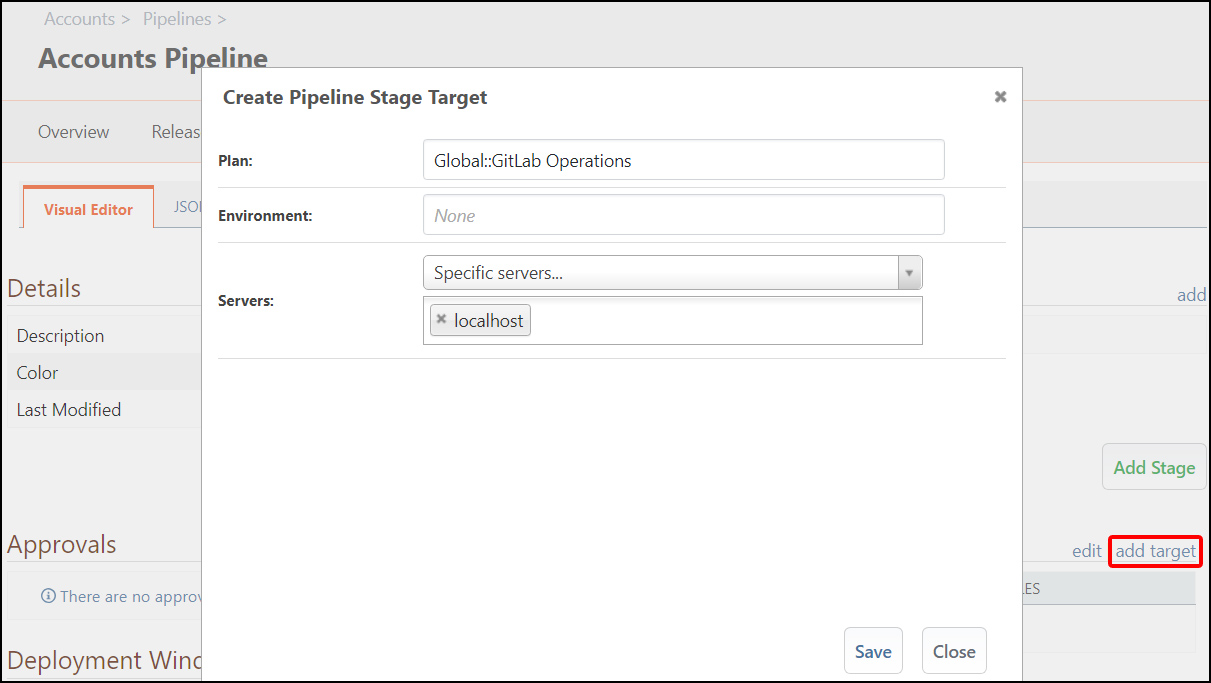 Accounts > Pipelines >
Accounts Pipeline
Overview Releas
Visual Editor JSO
Details
add
Description
Color
Last Modified
Add Stage
Approvals
edit add target
There are no approv
LES
Deployment Wind
Create Pipeline Stage Target
Plan: Global::GitLab Operations
Environment: None
Servers: Specific servers...
localhost
Save Close